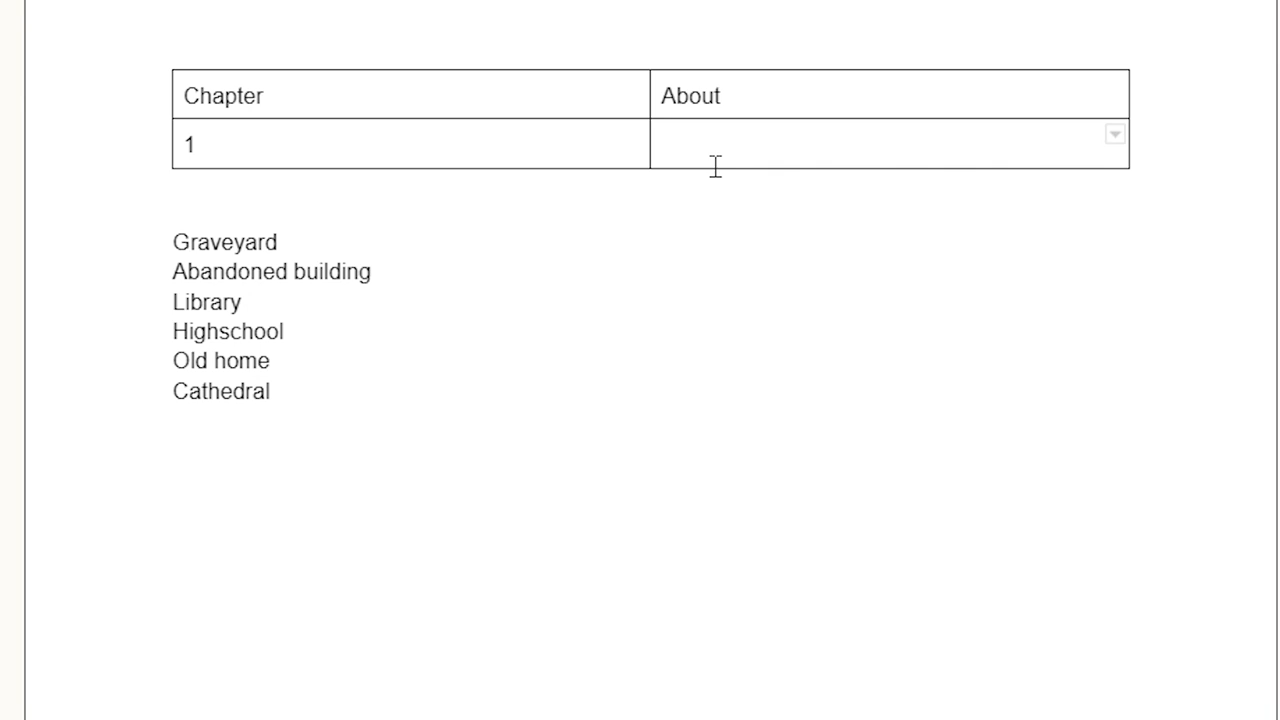 Chapter About
1
Graveyard
Abandoned building
Library
Highschool
Old home
Cathedral